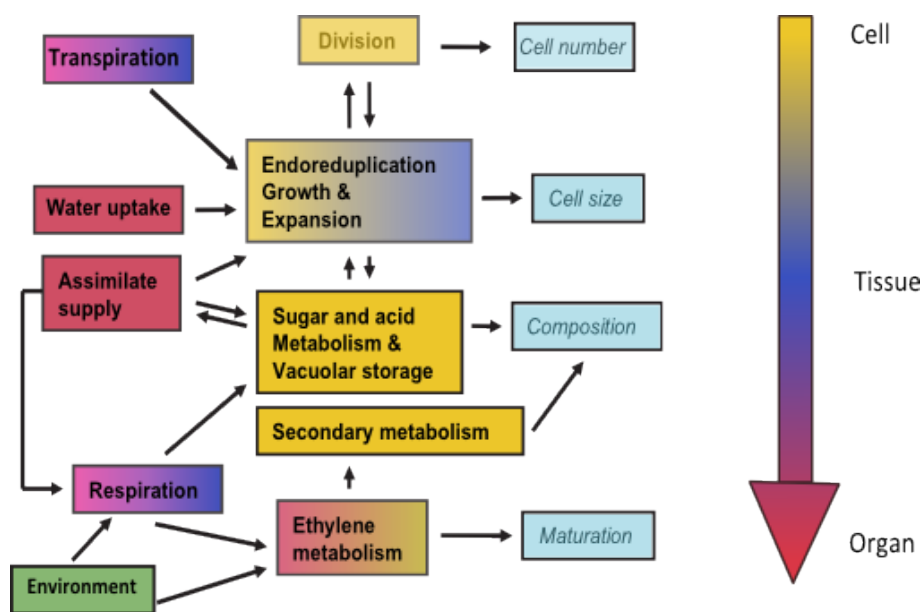 Division
Cell number
Cell
Transpiration
Endoreduplication
Growth &
Expansion
Water uptake
Cell size
Assimilate
supply
Tissue
Sugar and acid
Metabolism &
Vacuolar storage
Composition
Secondary metabolism
Respiration
Ethylene
metabolism
Maturation
Organ
Environment